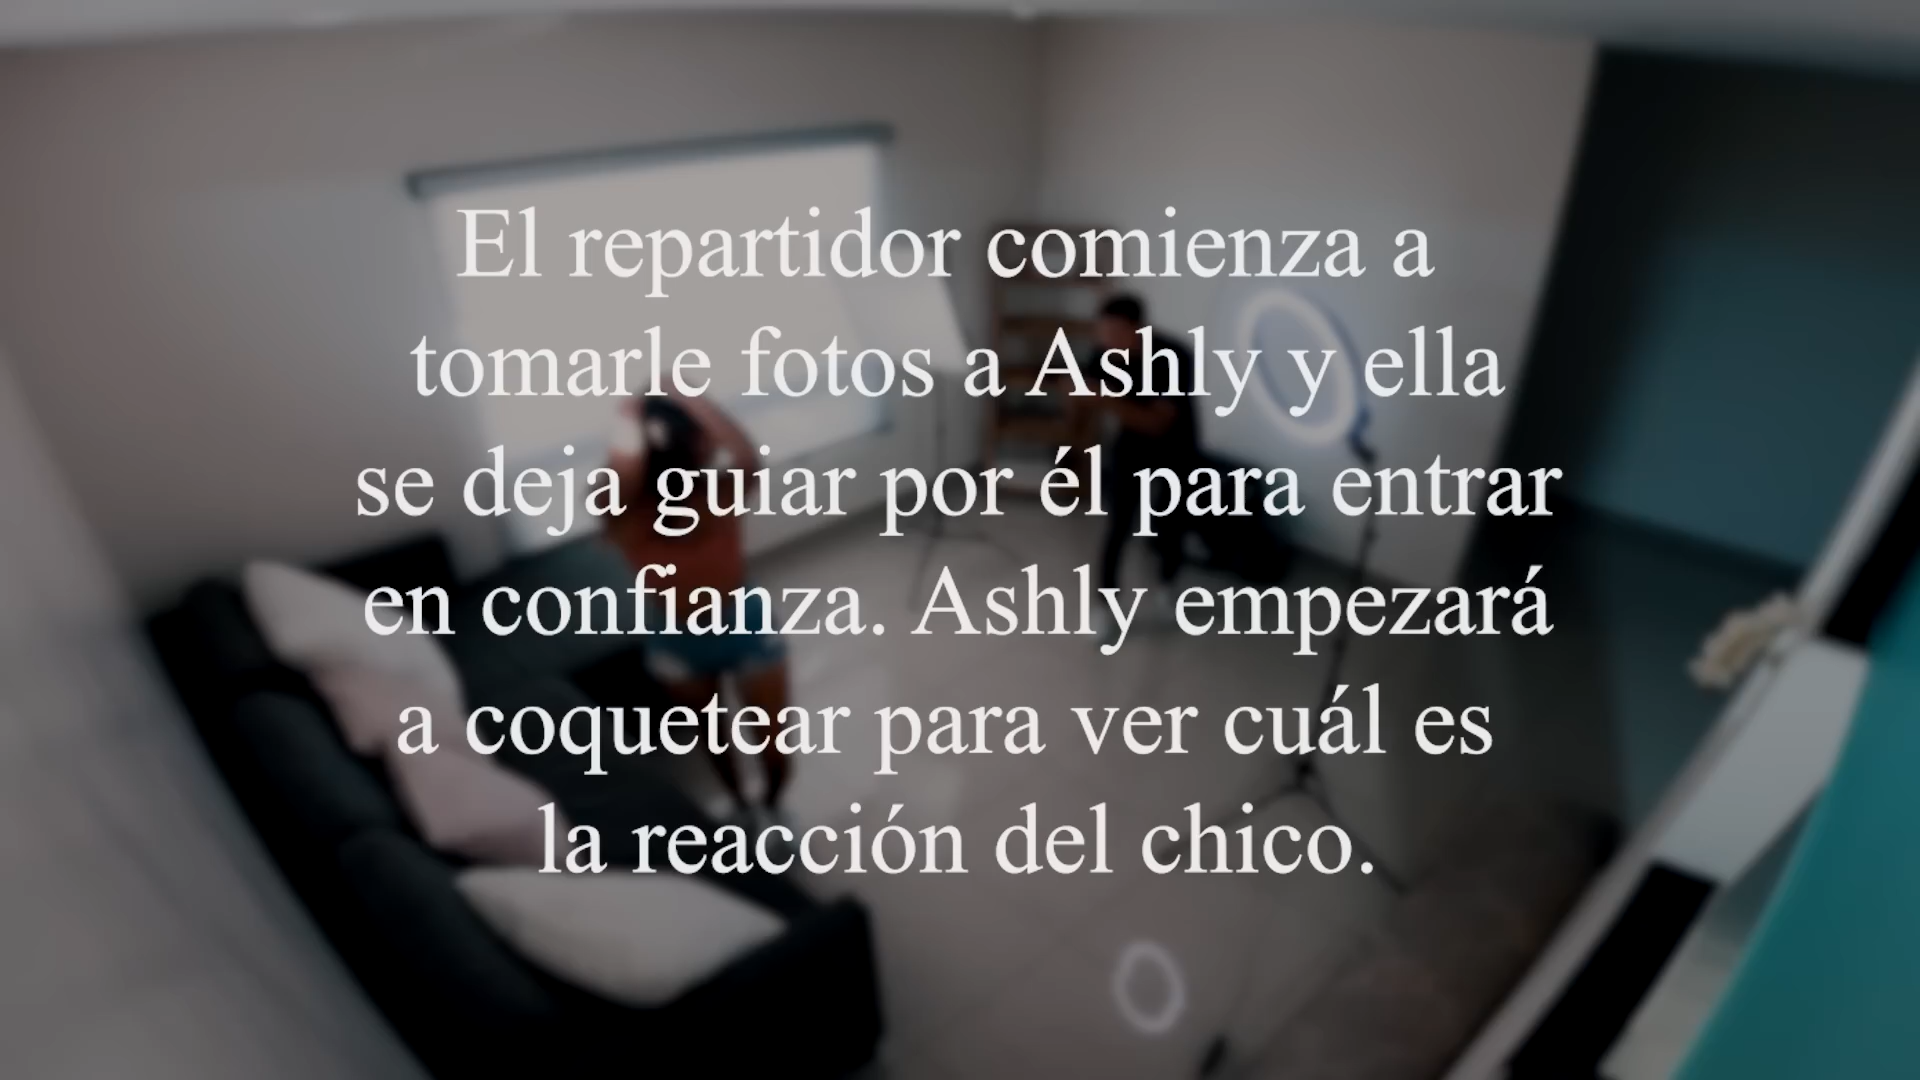 El repartidor comienza a
tomarle fotos a Ashly y ella
se deja guiar por él para entrar
en confianza. Ashly empezará
a coquetear para ver cuál es
la reacción del chico.